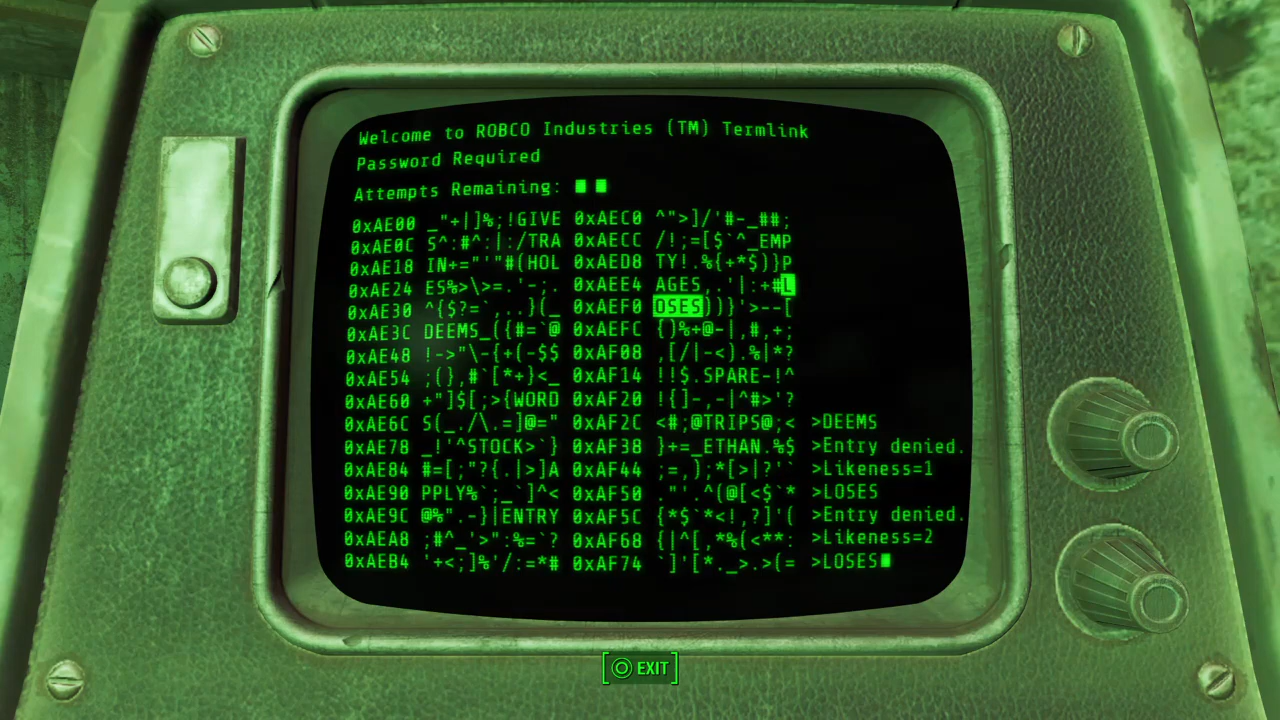 Welcome to ROBCO Industries (TM) Termlink
Password Required
Attempts Remaining: ■ ■
0xAE00 _"+|]%;!GIVE 0xAEC0 ^">]/'#-_##;
0xAE0C S^:#^:|:/TRA 0xAECC /!;=[$`^_EMP
0xAE18 IN+="'"#(HOL 0xAED8 TY!.%{+*$)}P
0xAE24 ES%>\>=.'-;. 0xAEE4 AGES,.'|:+#L
0xAE30 ^{$?=`,..}(_ 0xAEF0 OSES))}'>--[
0xAE3C DEEMS_({#=`@ 0xAEFC {}%+@-|,#,+;
0xAE48 !->"\-{+(-$$ 0xAF08 ,[/|-<).%|*?
0xAE54 ;(},#`[*+}<_ 0xAF14 !!$.SPARE-!^
0xAE60 +"]$[;>{WORD 0xAF20 !{]-,-|^#>'?
0xAE6C S(_./\.=]@=" 0xAF2C <#;@TRIPS@;< >DEEMS
0xAE78 _!'^STOCK>`} 0xAF38 }+=_ETHAN.%$ >Entry denied.
0xAE84 #=[;"?{.|>]A 0xAF44 ;=,);*[>|?'` >Likeness=1
0xAE90 PPLY%`;_`]^< 0xAF50 ."'.^(@[<$`* >LOSES
0xAE9C @%".-}|ENTRY 0xAF5C {*$`*<!,?]'( >Entry denied.
0xAEA8 ;#^_'>":%=`? 0xAF68 {|^[,*%(<**: >Likeness=2
0xAEB4 '+<;]%'/:=*# 0xAF74 `]'[*._>.>(= >LOSES■
EXIT